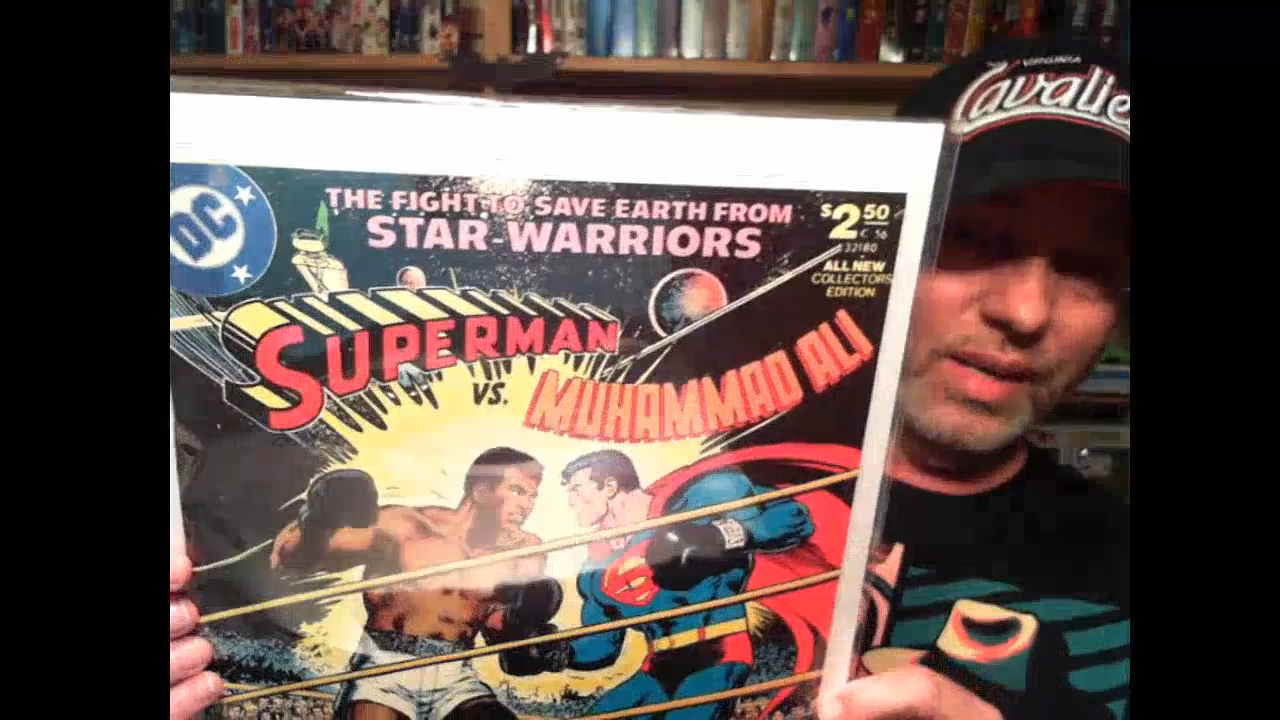 VIRGINIA
Cavalie
DC
THE FIGHT TO SAVE EARTH FROM
STAR-WARRIORS
$2.50
C-56
32180
ALL NEW
COLLECTORS
EDITION
SUPERMAN
VS.
MUHAMMAD ALI
S